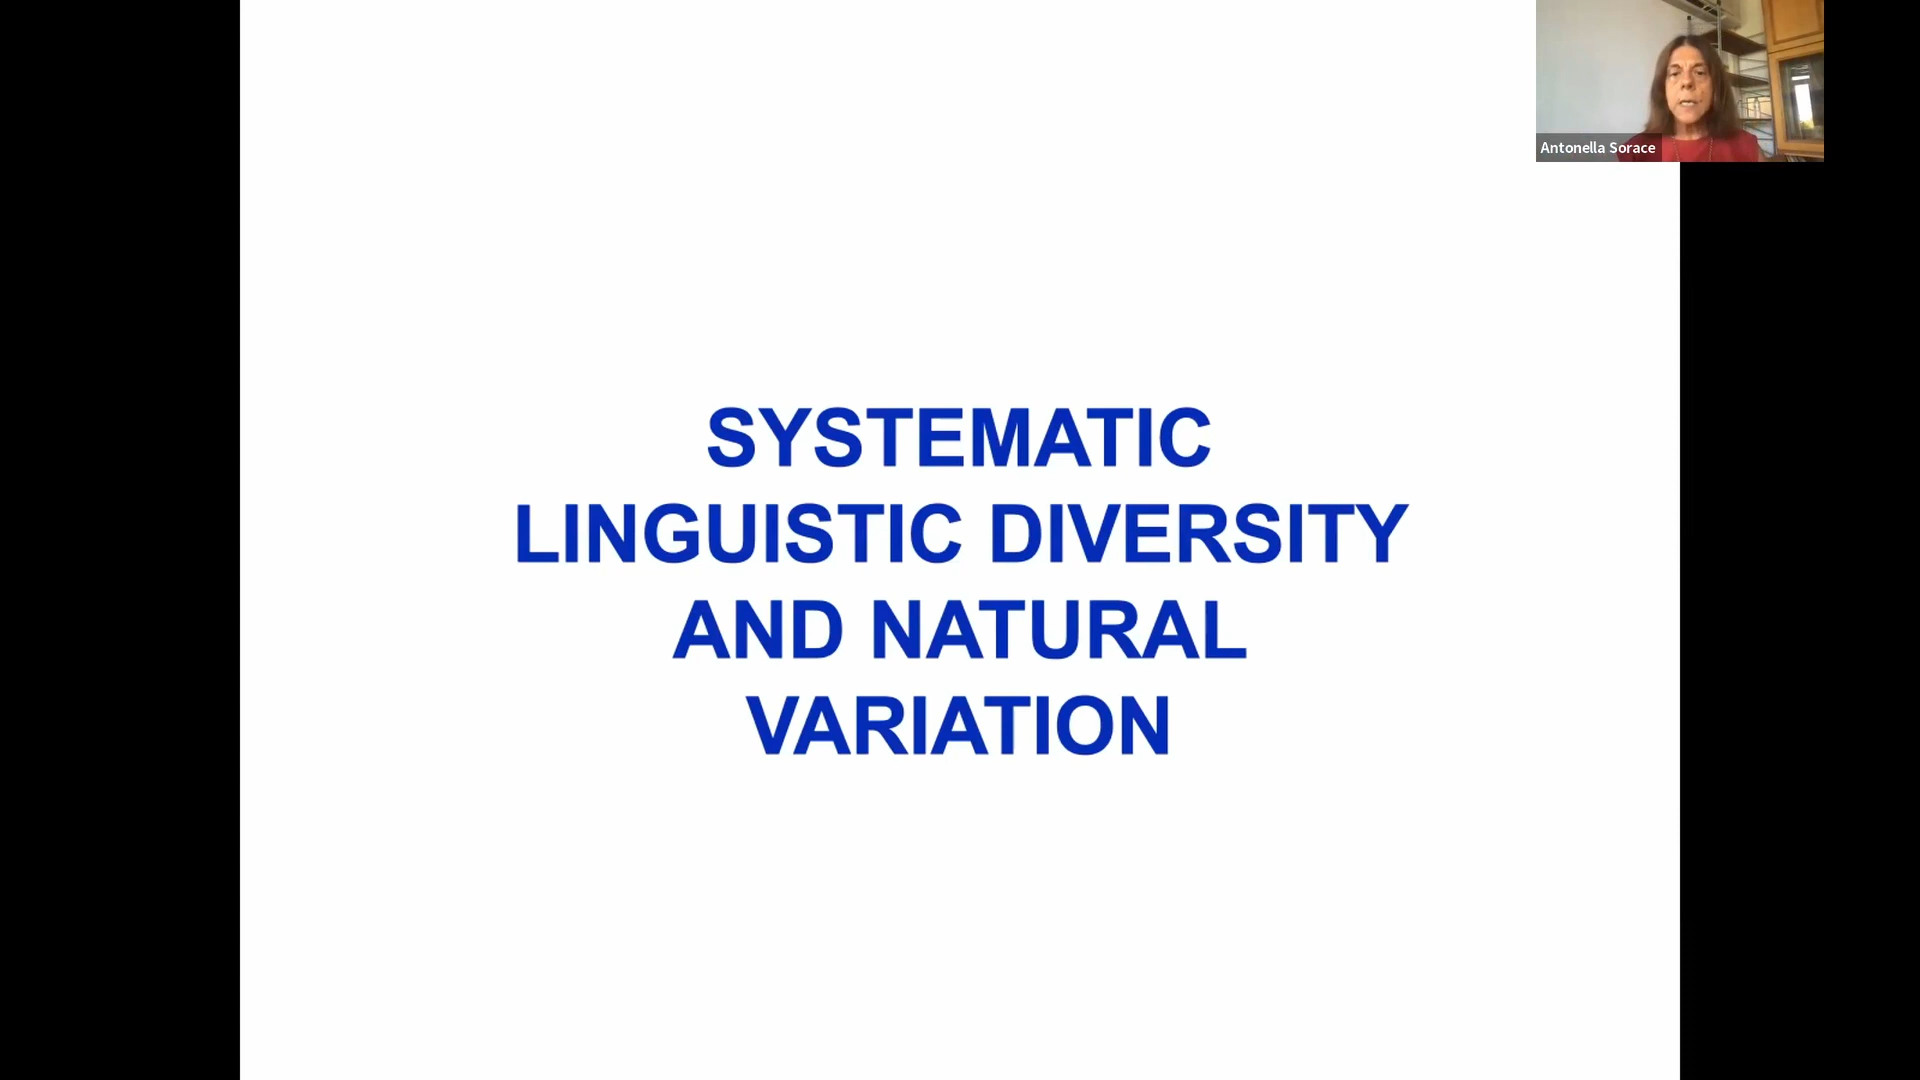 Antonella Sorace
SYSTEMATIC
LINGUISTIC DIVERSITY
AND NATURAL
VARIATION